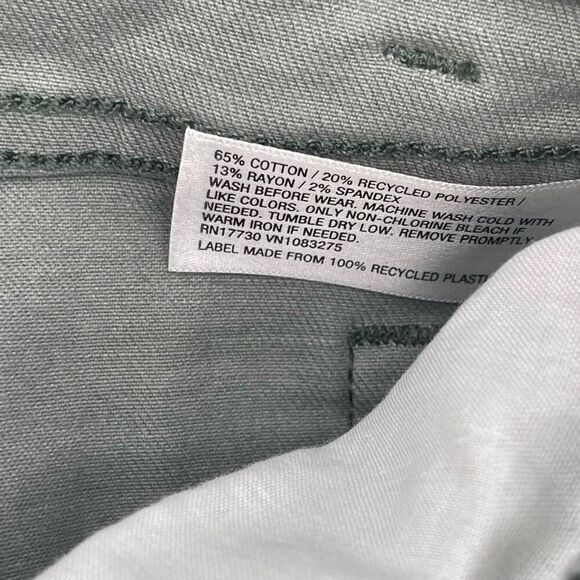 65% COTTON / 20% RECYCLED POLYESTER /
13% RAYON / 2% SPANDEX
WASH BEFORE WEAR. MACHINE WASH COLD WITH
LIKE COLORS. ONLY NON-CHLORINE BLEACH IF
NEEDED. TUMBLE DRY LOW. REMOVE PROMPTLY.
WARM IRON IF NEEDED.
RN17730 VN1083275
LABEL MADE FROM 100% RECYCLED PLASTI